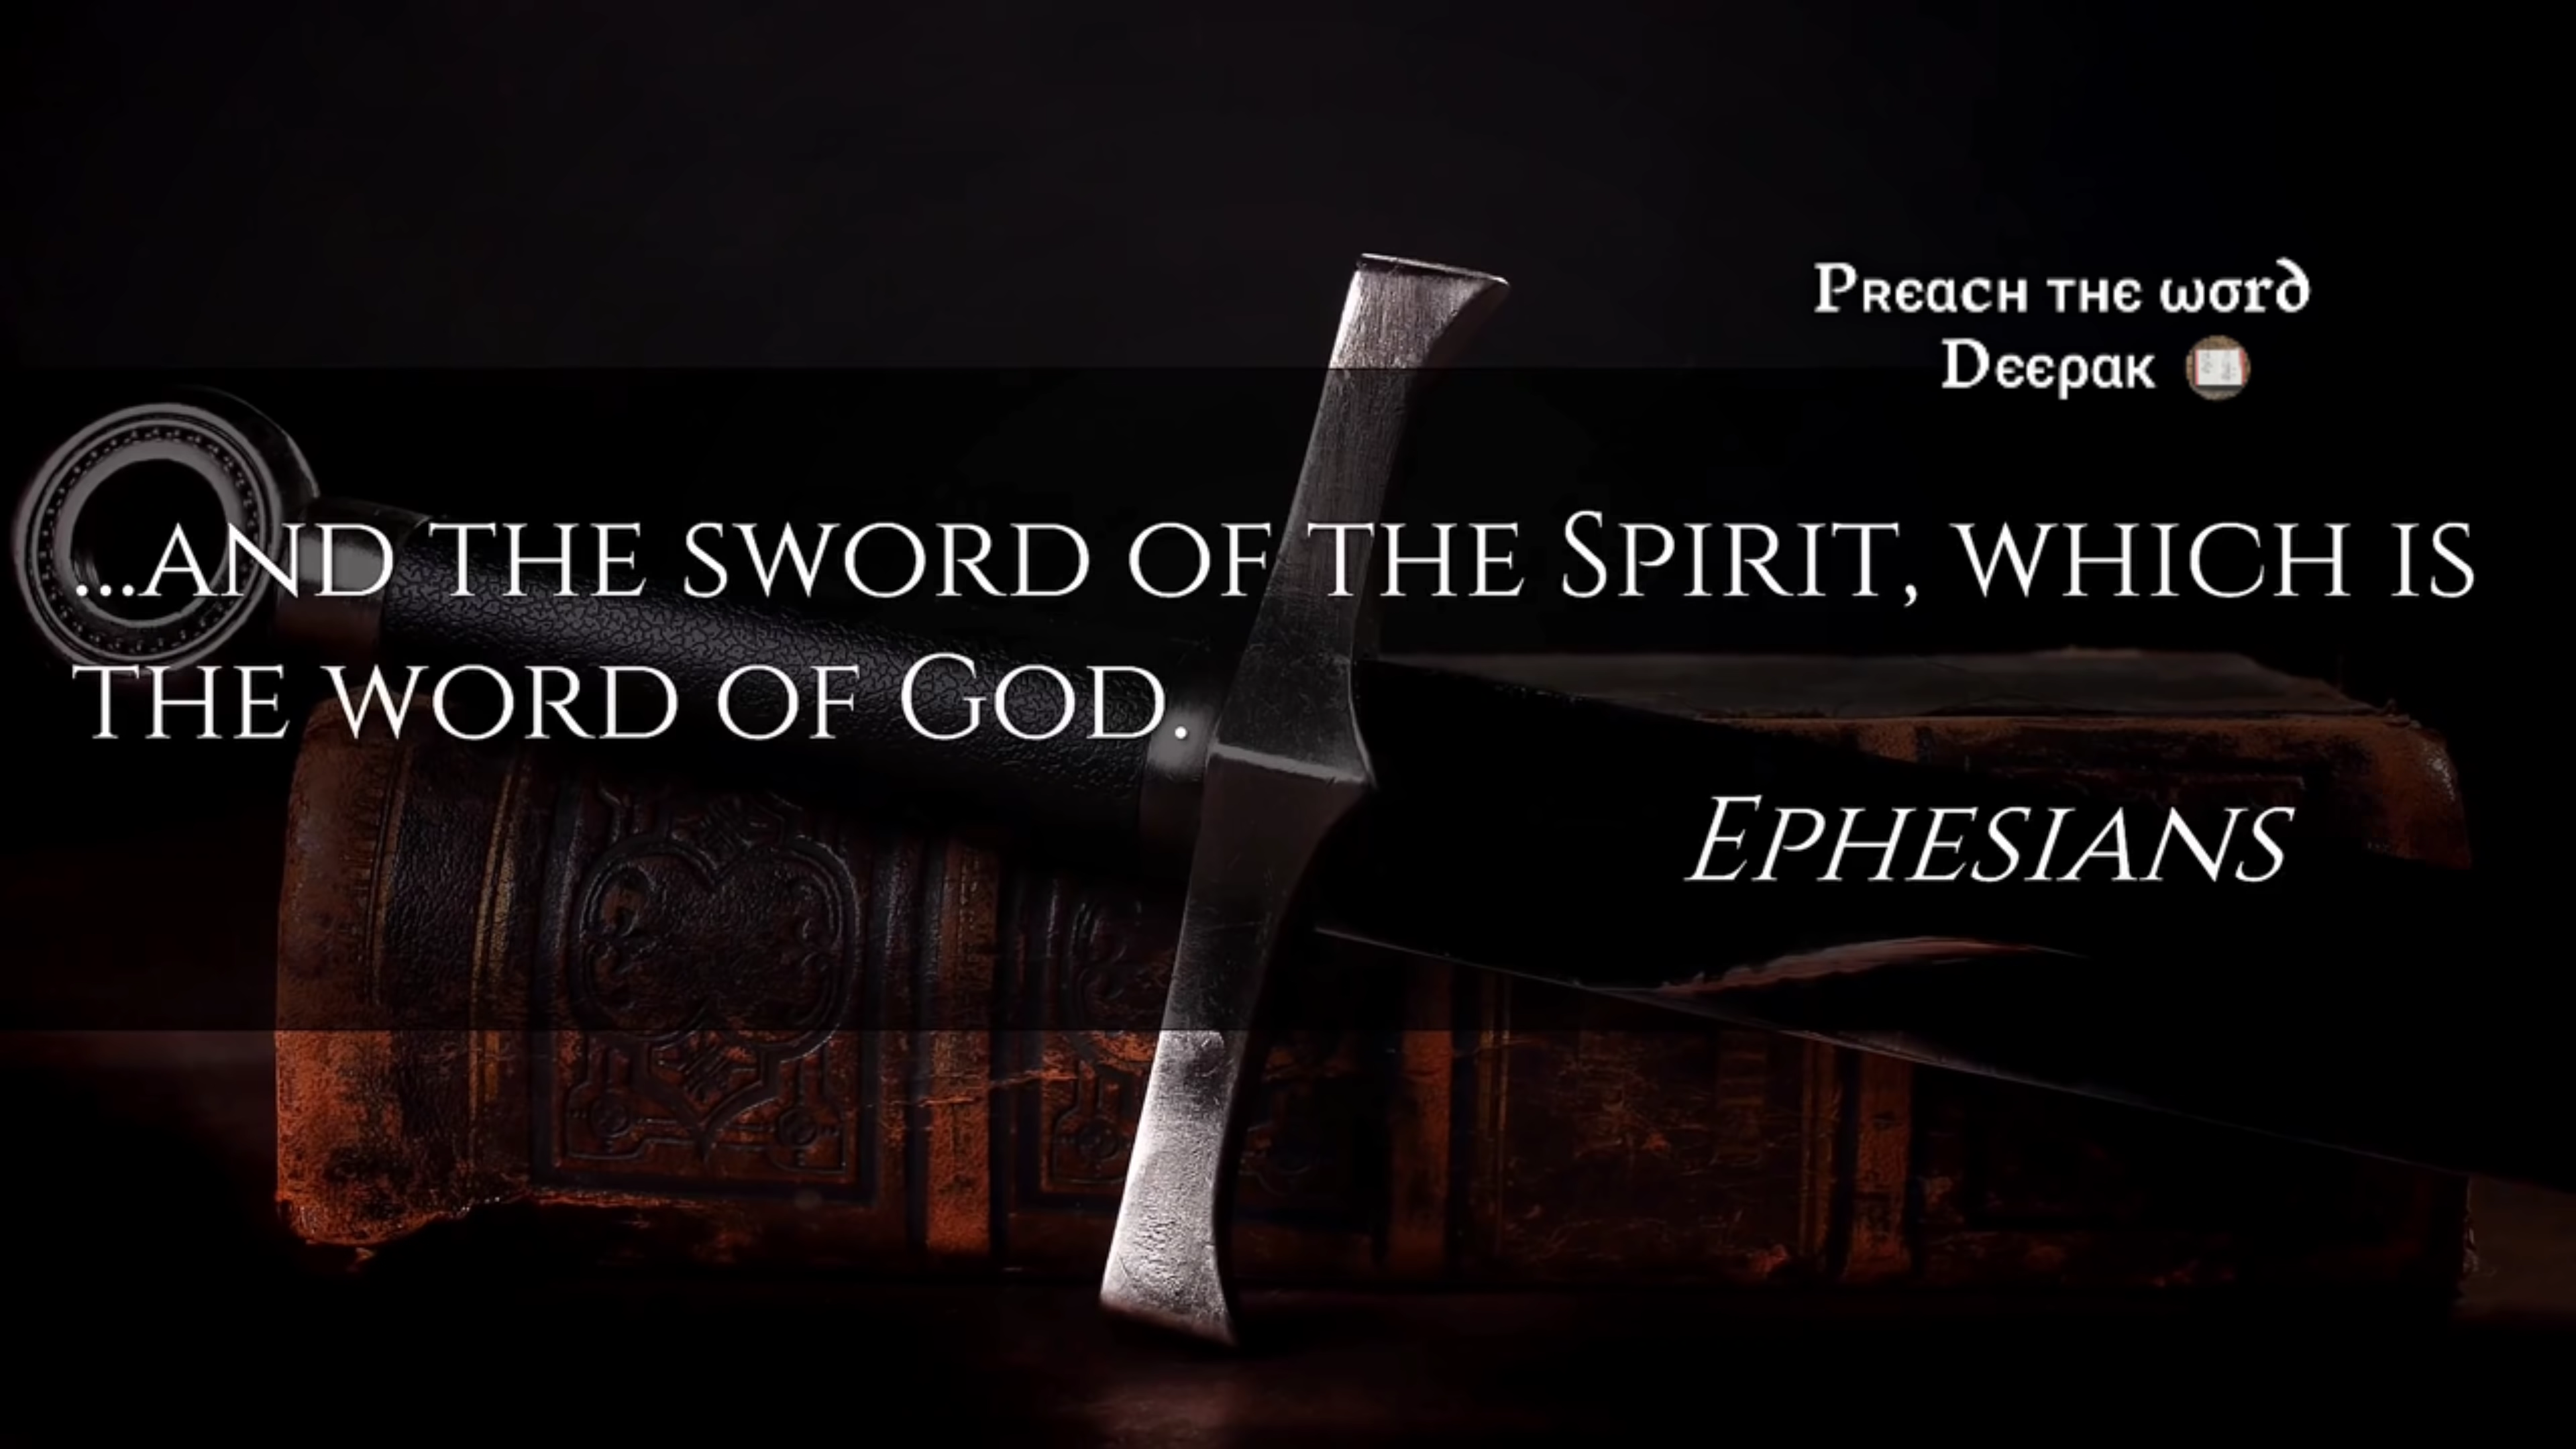 Preach the word
Deepak
...and the sword of the Spirit, which is
the word of God.
Ephesians